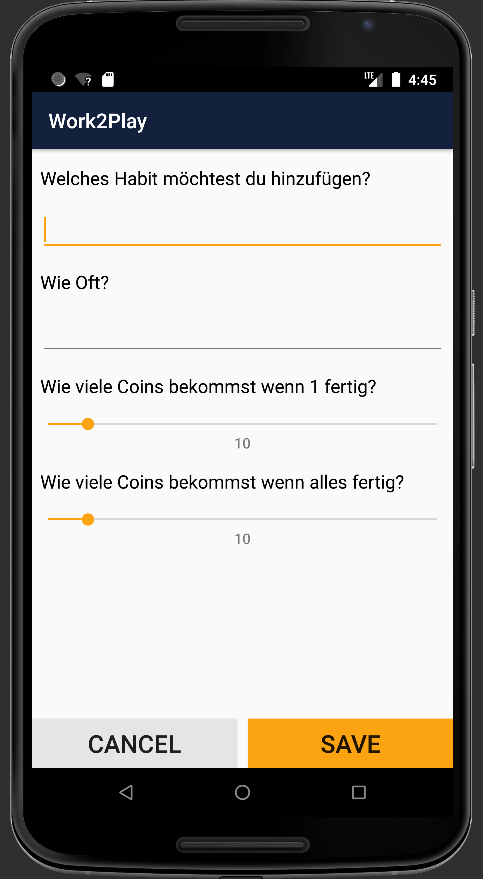 LTE 4:45
Work2Play
Welches Habit möchtest du hinzufügen?
Wie Oft?
Wie viele Coins bekommst wenn 1 fertig?
10
Wie viele Coins bekommst wenn alles fertig?
10
CANCEL SAVE